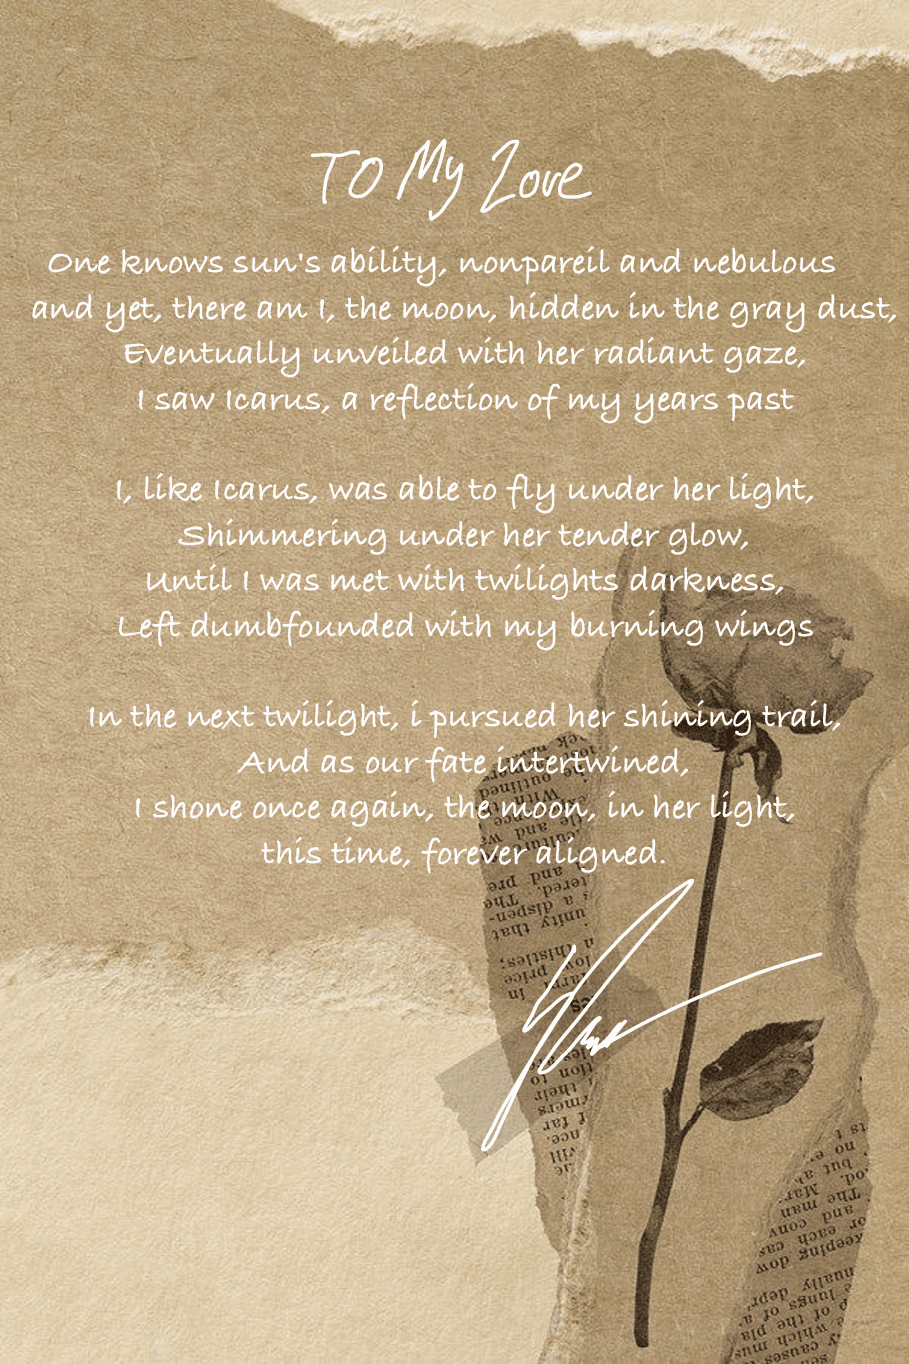 To My Love
One knows sun's ability, nonpareil and nebulous
and yet, there am I, the moon, hidden in the gray dust,
Eventually unveiled with her radiant gaze,
I saw Icarus, a reflection of my years past
I, like Icarus, was able to fly under her light,
Shimmering under her tender glow,
Until I was met with twilights darkness,
Left dumbfounded with my burning wings
In the next twilight, i pursued her shining trail,
And as our fate intertwined,
I shone once again, the moon, in her light,
this time, forever aligned.